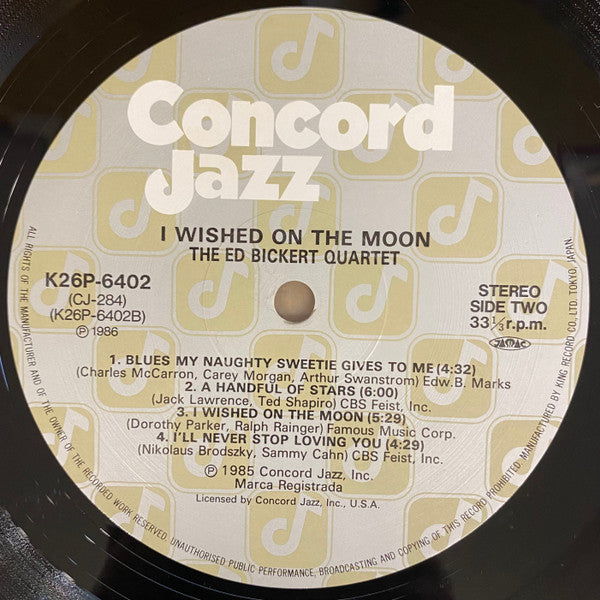 Concord
Jazz
I WISHED ON THE MOON
THE ED BICKERT QUARTET
K26P-6402
(CJ-284)
(K26P-6402B)
Ⓟ1986
STEREO
SIDE TWO
33 1/3 r.p.m.
JASRAC
1. BLUES MY NAUGHTY SWEETIE GIVES TO ME (4:32)
(Charles McCarron, Carey Morgan, Arthur Swanstrom) Edw. B. Marks
2. A HANDFUL OF STARS (6:00)
(Jack Lawrence, Ted Shapiro) CBS Feist, Inc.
3. I WISHED ON THE MOON (5:29)
(Dorothy Parker, Ralph Rainger) Famous Music Corp.
4. I'LL NEVER STOP LOVING YOU (4:29)
(Nikolaus Brodszky, Sammy Cahn) CBS Feist, Inc.
Ⓟ 1985 Concord Jazz, Inc.
Marca Registrada
Licensed by Concord Jazz, Inc., U.S.A.
ALL RIGHTS OF THE MANUFACTURER AND OF THE OWNER OF THE RECORDED WORK RESERVED. UNAUTHORISED PUBLIC PERFORMANCE, BROADCASTING AND COPYING OF THIS RECORD PROHIBITED. MANUFACTURED BY KING RECORD CO., LTD. TOKYO, JAPAN.